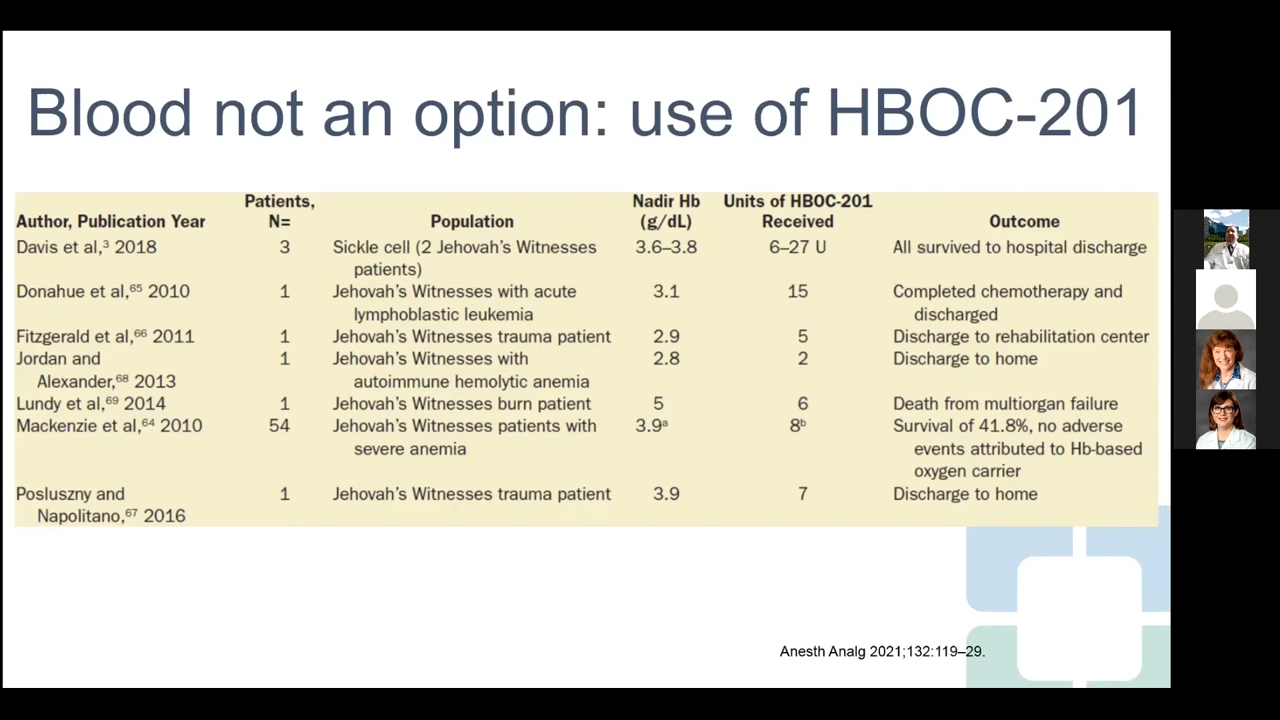 Blood not an option: use of HBOC-201
Author, Publication Year Patients, N= Population Nadir Hb (g/dL) Units of HBOC-201 Received Outcome
Davis et al,³ 2018 3 Sickle cell (2 Jehovah's Witnesses patients) 3.6–3.8 6–27 U All survived to hospital discharge
Donahue et al,⁶⁵ 2010 1 Jehovah's Witnesses with acute lymphoblastic leukemia 3.1 15 Completed chemotherapy and discharged
Fitzgerald et al,⁶⁶ 2011 1 Jehovah's Witnesses trauma patient 2.9 5 Discharge to rehabilitation center
Jordan and Alexander,⁶⁸ 2013 1 Jehovah's Witnesses with autoimmune hemolytic anemia 2.8 2 Discharge to home
Lundy et al,⁶⁹ 2014 1 Jehovah's Witnesses burn patient 5 6 Death from multiorgan failure
Mackenzie et al,⁶⁴ 2010 54 Jehovah's Witnesses patients with severe anemia 3.9ᵃ 8ᵇ Survival of 41.8%, no adverse events attributed to Hb-based oxygen carrier
Posluszny and Napolitano,⁶⁷ 2016 1 Jehovah's Witnesses trauma patient 3.9 7 Discharge to home
Anesth Analg 2021;132:119–29.